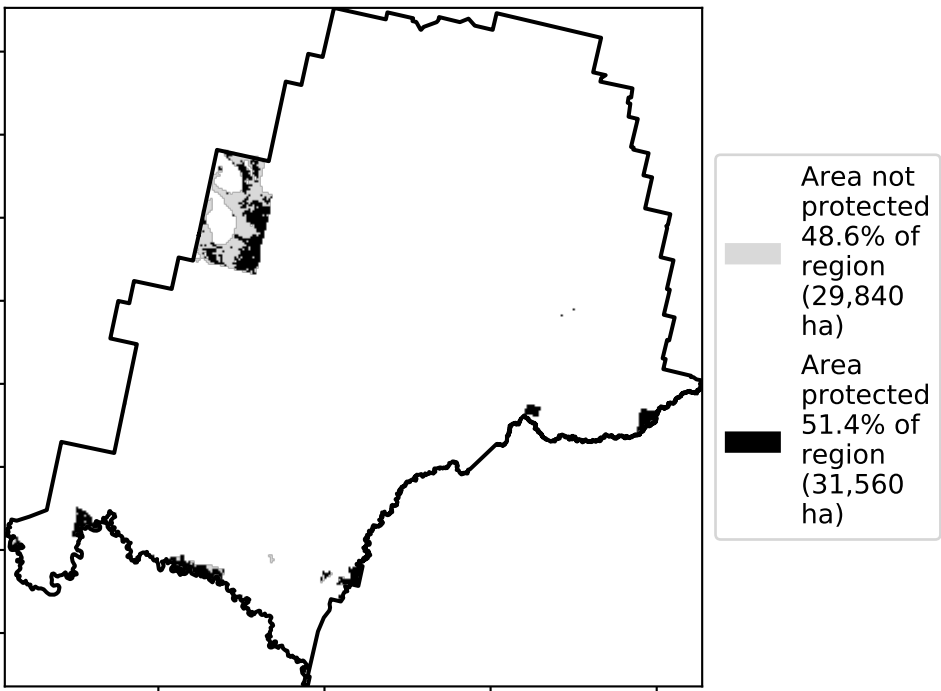 Area not
protected
48.6% of
region
(29,840
ha)
Area
protected
51.4% of
region
(31,560
ha)